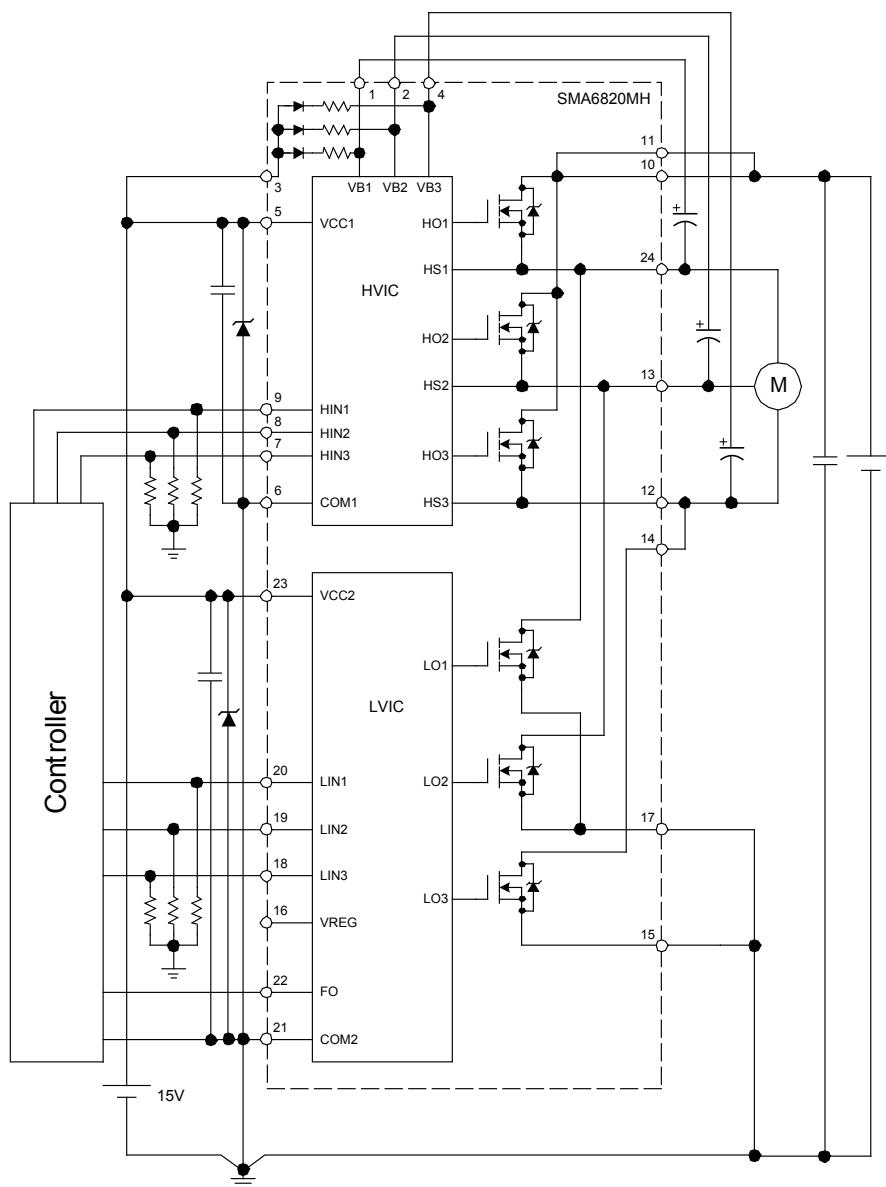 1
2
4
SMA6820MH
11
10
3
VB1
VB2
VB3
5
VCC1
HO1
24
HS1
HVIC
HO2
13
HS2
M
9
HIN1
8
HIN2
7
HIN3
HO3
6
COM1
12
HS3
14
23
VCC2
LO1
LVIC
Controller
20
LIN1
LO2
19
LIN2
17
18
LIN3
LO3
16
VREG
15
22
FO
21
COM2
15V
+
+
+